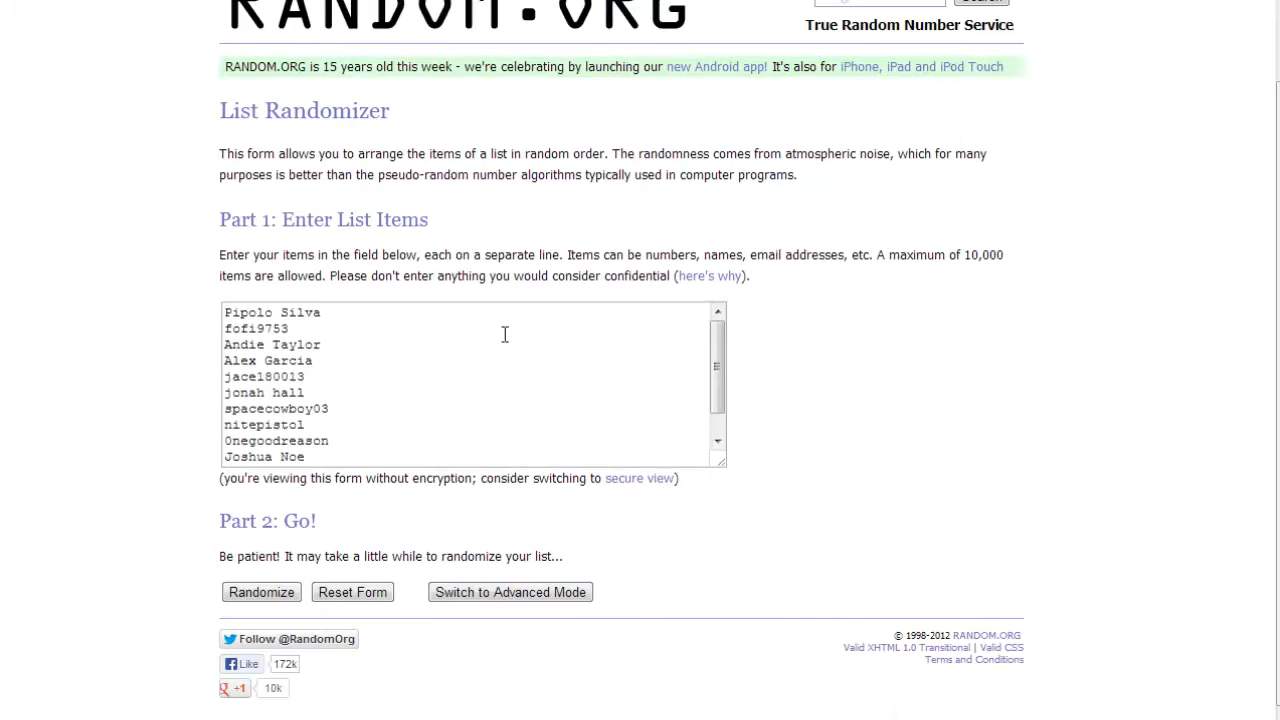 RANDOM.ORG
True Random Number Service
RANDOM.ORG is 15 years old this week - we're celebrating by launching our new Android app! It's also for iPhone, iPad and iPod Touch
List Randomizer
This form allows you to arrange the items of a list in random order. The randomness comes from atmospheric noise, which for many
purposes is better than the pseudo-random number algorithms typically used in computer programs.
Part 1: Enter List Items
Enter your items in the field below, each on a separate line. Items can be numbers, names, email addresses, etc. A maximum of 10,000
items are allowed. Please don't enter anything you would consider confidential (here's why).
Pipolo Silva
fofi9753
Andie Taylor
Alex Garcia
jace180013
jonah hall
spacecowboy03
nitepistol
0negoodreason
Joshua Noe
(you're viewing this form without encryption; consider switching to secure view)
Part 2: Go!
Be patient! It may take a little while to randomize your list...
Randomize Reset Form Switch to Advanced Mode
Follow @RandomOrg
© 1998-2012 RANDOM.ORG
Valid XHTML 1.0 Transitional | Valid CSS
Terms and Conditions
Like 172k
+1 10k